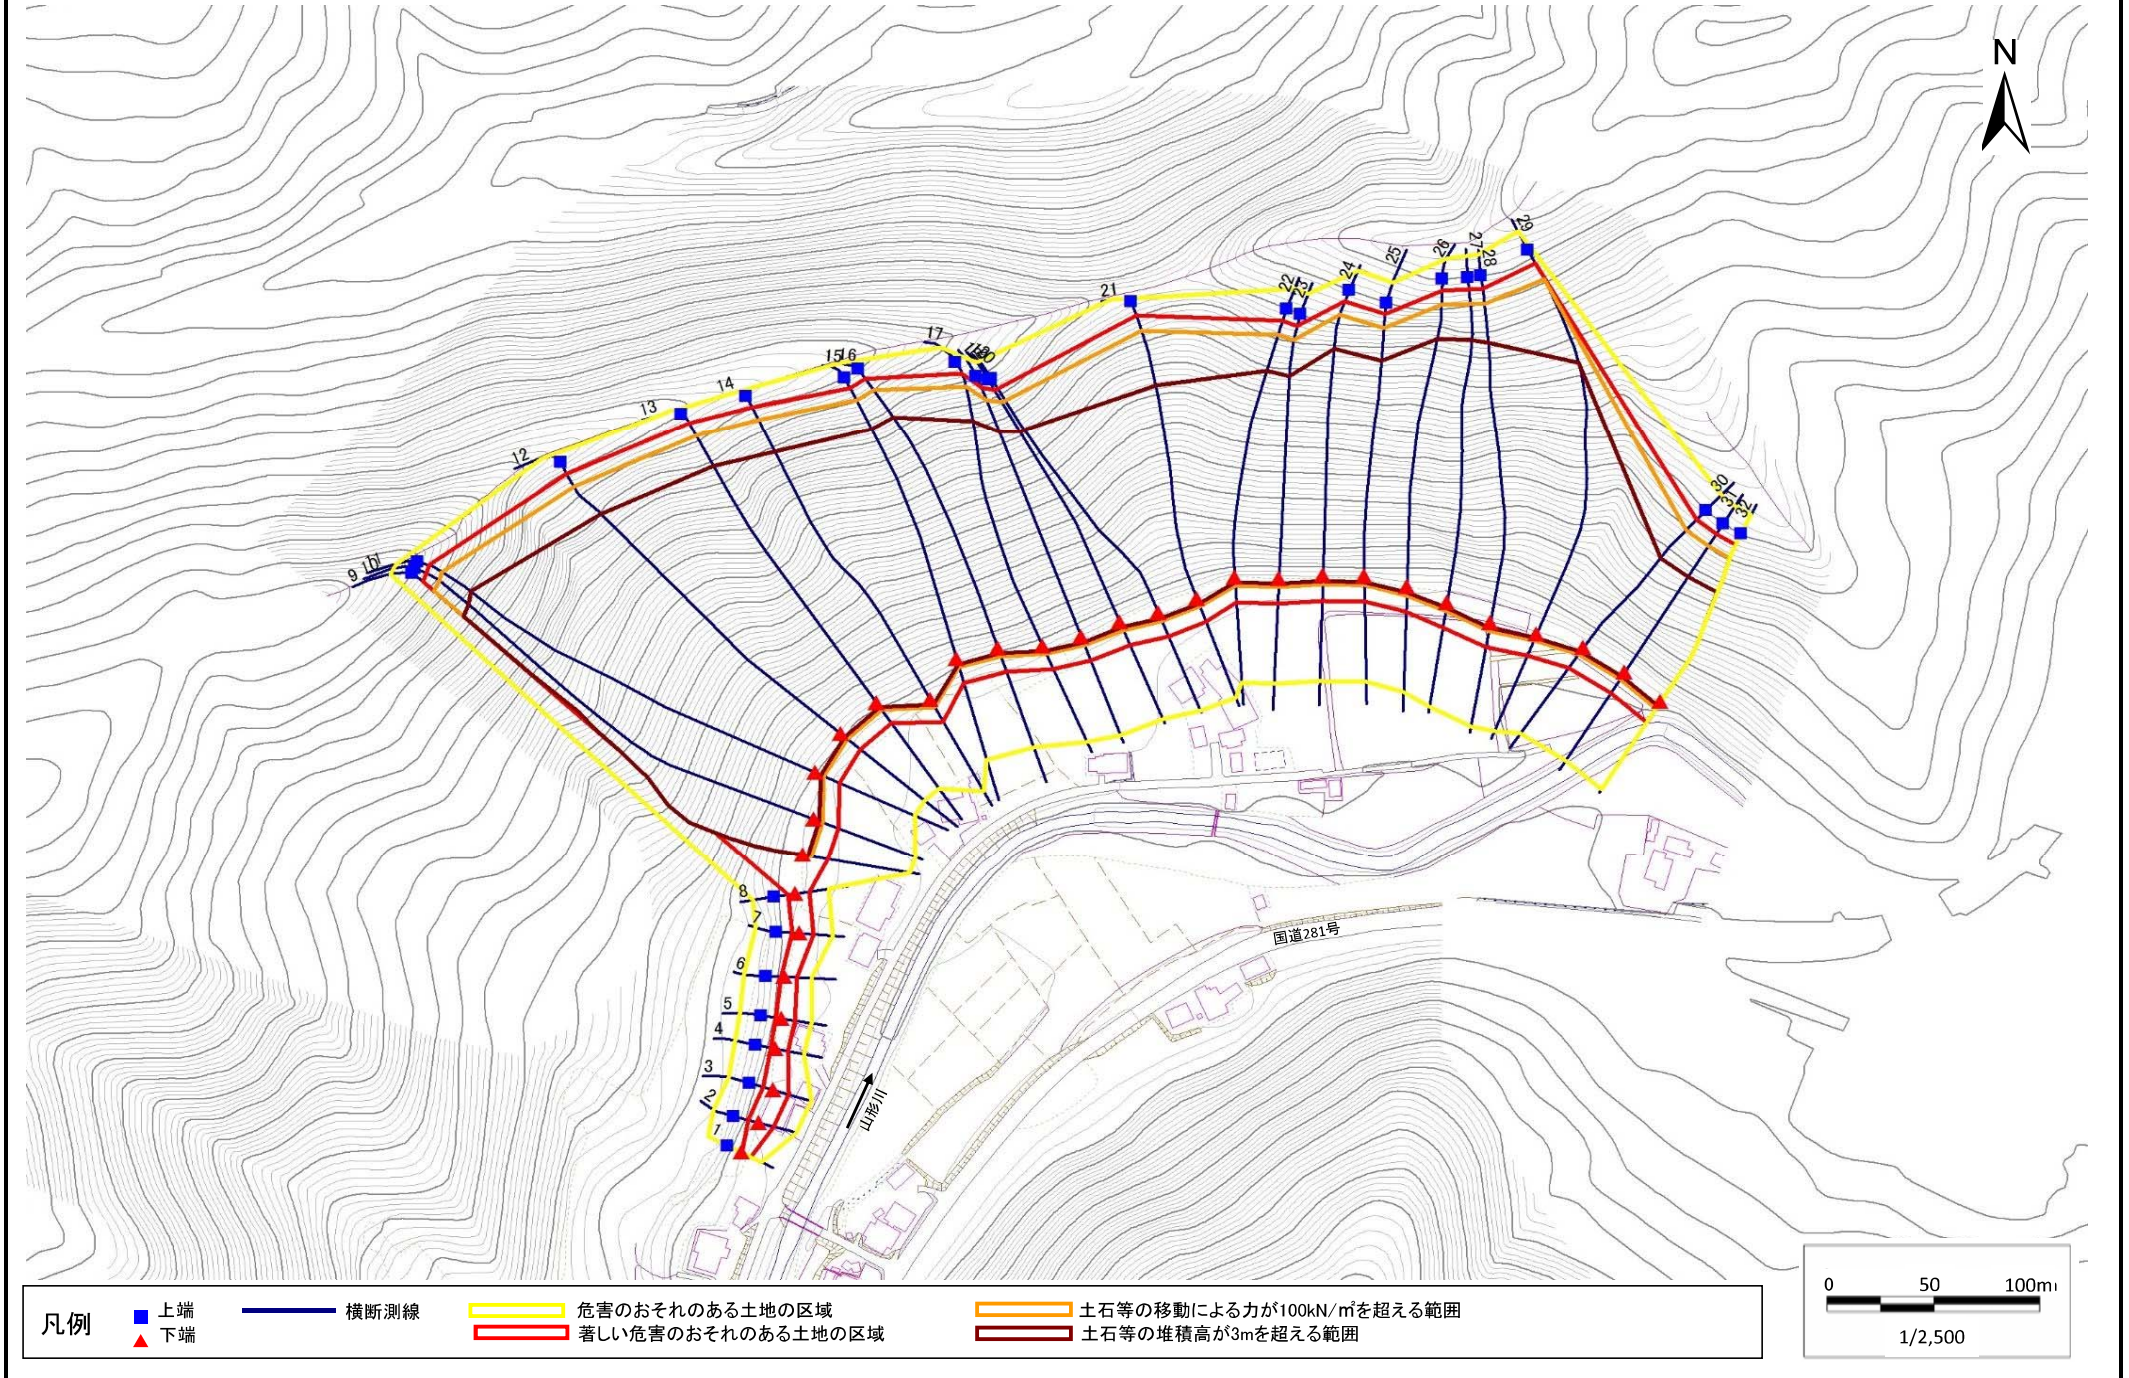 N
29
27
28
26
25
24
22
23
21
17
15
16
14
13
12
11
10
9
30
31
32
8
7
6
5
4
3
2
1
国道281号
山形川
凡例
上端
下端
横断測線
危害のおそれのある土地の区域
著しい危害のおそれのある土地の区域
土石等の移動による力が100kN/㎡を超える範囲
土石等の堆積高が3mを超える範囲
0 50 100m
1/2,500